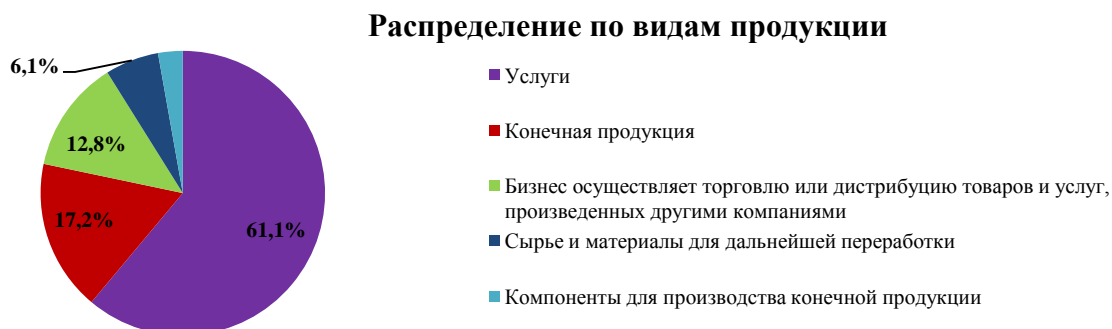 Распределение по видам продукции
6,1%
12,8%
17,2%
61,1%
Услуги
Конечная продукция
Бизнес осуществляет торговлю или дистрибуцию товаров и услуг,
произведенных другими компаниями
Сырье и материалы для дальнейшей переработки
Компоненты для производства конечной продукции